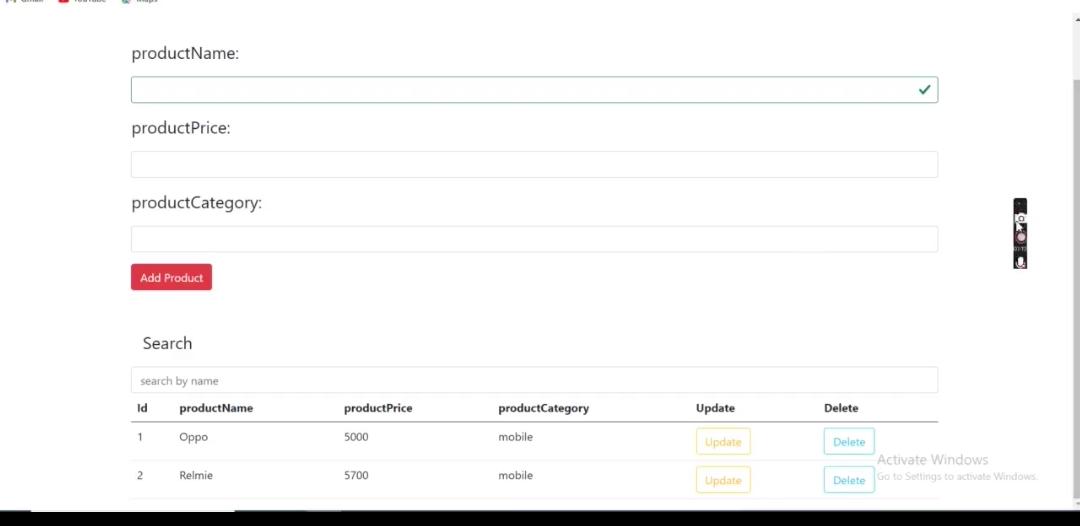 Gmail YouTube Maps
productName:
productPrice:
productCategory:
Add Product
Search
search by name
Id productName productPrice productCategory Update Delete
1 Oppo 5000 mobile Update Delete
2 Relmie 5700 mobile Update Delete
Activate Windows
Go to Settings to activate Windows.